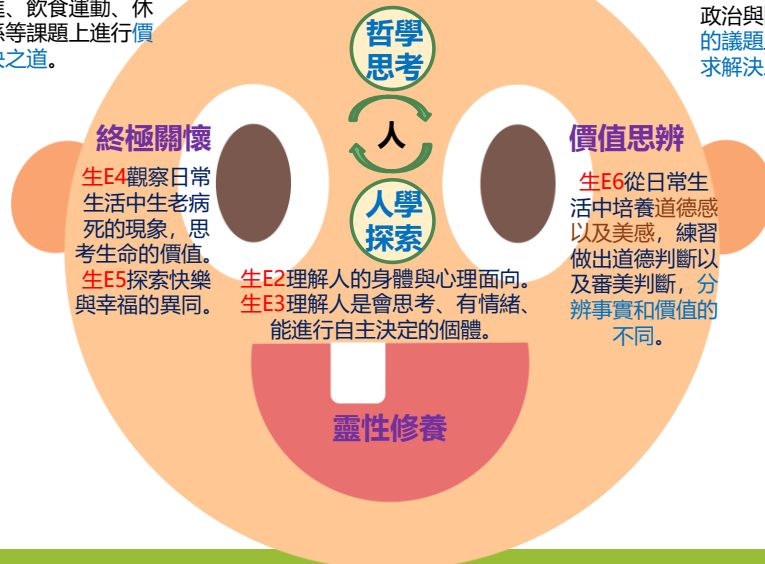 、飲食運動、休
係等課題上進行價
決之道。
哲學
思考
政治與
的議題
求解決
人
終極關懷
生E4觀察日常
生活中生老病
死的現象，思
考生命的價值。
生E5探索快樂
與幸福的異同。
價值思辨
生E6從日常生
活中培養道德感
以及美感，練習
做出道德判斷以
及審美判斷，分
辨事實和價值的
不同。
人學
探索
生E2理解人的身體與心理面向。
生E3理解人是會思考、有情緒、
能進行自主決定的個體。
靈性修養